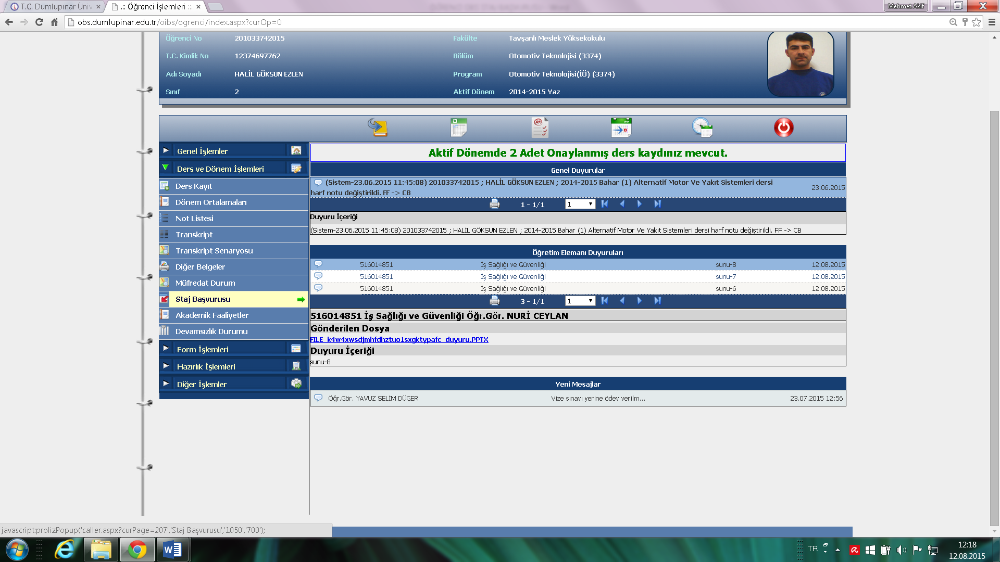 T.C. Dumlupınar Üniv
.:: Öğrenci İşlemleri ::.
Mehmet Akif
obs.dumlupinar.edu.tr/oibs/ogrenci/index.aspx?curOp=0
Öğrenci No 201033742015 Fakülte Tavşanlı Meslek Yüksekokulu
T.C. Kimlik No 12374697762 Bölüm Otomotiv Teknolojisi (3374)
Adı Soyadı HALİL GÖKSUN EZLEN Program Otomotiv Teknolojisi(İÖ) (3374)
Sınıf 2 Aktif Dönem 2014-2015 Yaz
Genel İşlemler
Ders ve Dönem İşlemleri
Ders Kayıt
Dönem Ortalamaları
Not Listesi
Transkript
Transkript Senaryosu
Diğer Belgeler
Müfredat Durum
Staj Başvurusu
Akademik Faaliyetler
Devamsızlık Durumu
Form İşlemleri
Hazırlık İşlemleri
Diğer İşlemler
Aktif Dönemde 2 Adet Onaylanmış ders kaydınız mevcut.
Genel Duyurular
(Sistem-23.06.2015 11:45:08) 201033742015 ; HALİL GÖKSUN EZLEN ; 2014-2015 Bahar (1) Alternatif Motor Ve Yakıt Sistemleri dersi
harf notu değiştirildi. FF -> CB
23.06.2015
1 - 1/1 1
Duyuru İçeriği
(Sistem-23.06.2015 11:45:08) 201033742015 ; HALİL GÖKSUN EZLEN ; 2014-2015 Bahar (1) Alternatif Motor Ve Yakıt Sistemleri dersi harf notu değiştirildi. FF -> CB
Öğretim Elemanı Duyuruları
516014851 İş Sağlığı ve Güvenliği sunu-8 12.08.2015
516014851 İş Sağlığı ve Güvenliği sunu-7 12.08.2015
516014851 İş Sağlığı ve Güvenliği sunu-6 12.08.2015
3 - 1/1 1
516014851 İş Sağlığı ve Güvenliği Öğr.Gör. NURİ CEYLAN
Gönderilen Dosya
FILE_k4w4xwsdjmhfdhztuo1sxgktypafc_duyuru.PPTX
Duyuru İçeriği
sunu-8
Yeni Mesajlar
Öğr.Gör. YAVUZ SELİM DÜGER Vize sınavı yerine ödev verilm... 23.07.2015 12:56
javascript:prolizPopup('caller.aspx?curPage=207','Staj Başvurusu','1050','700');
TR
12:18
12.08.2015